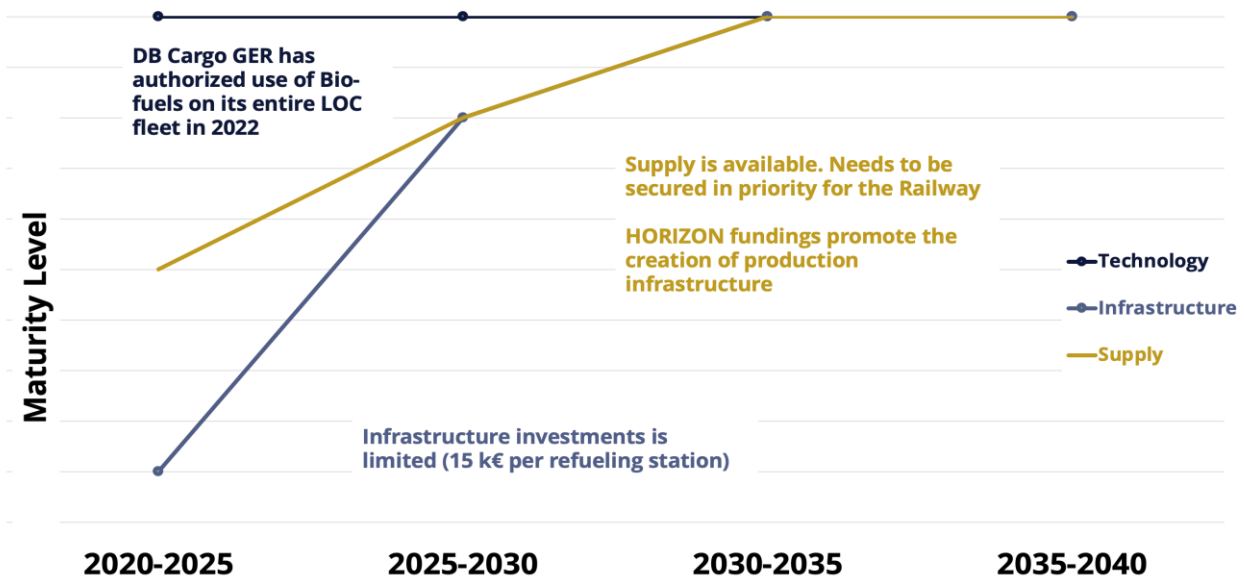 DB Cargo GER has
authorized use of Bio-
fuels on its entire LOC
fleet in 2022
Supply is available. Needs to be
secured in priority for the Railway
HORIZON fundings promote the
creation of production
infrastructure
Maturity Level
Technology
Infrastructure
Supply
Infrastructure investments is
limited (15 k€ per refueling station)
2020-2025
2025-2030
2030-2035
2035-2040